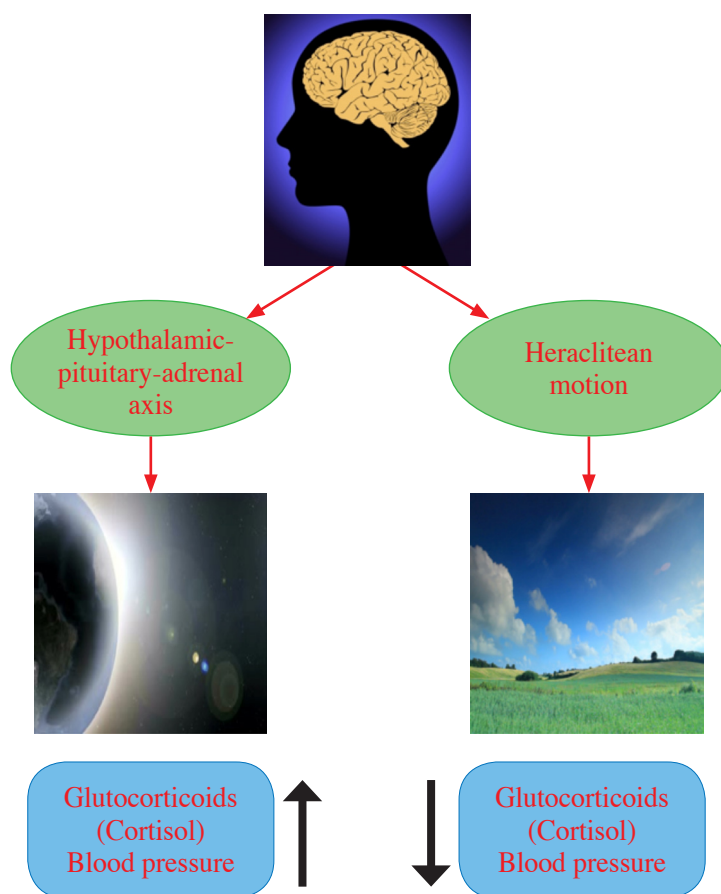 Hypothalamic-
pituitary-adrenal
axis
Heraclitean
motion
Glutocorticoids
(Cortisol)
Blood pressure
Glutocorticoids
(Cortisol)
Blood pressure